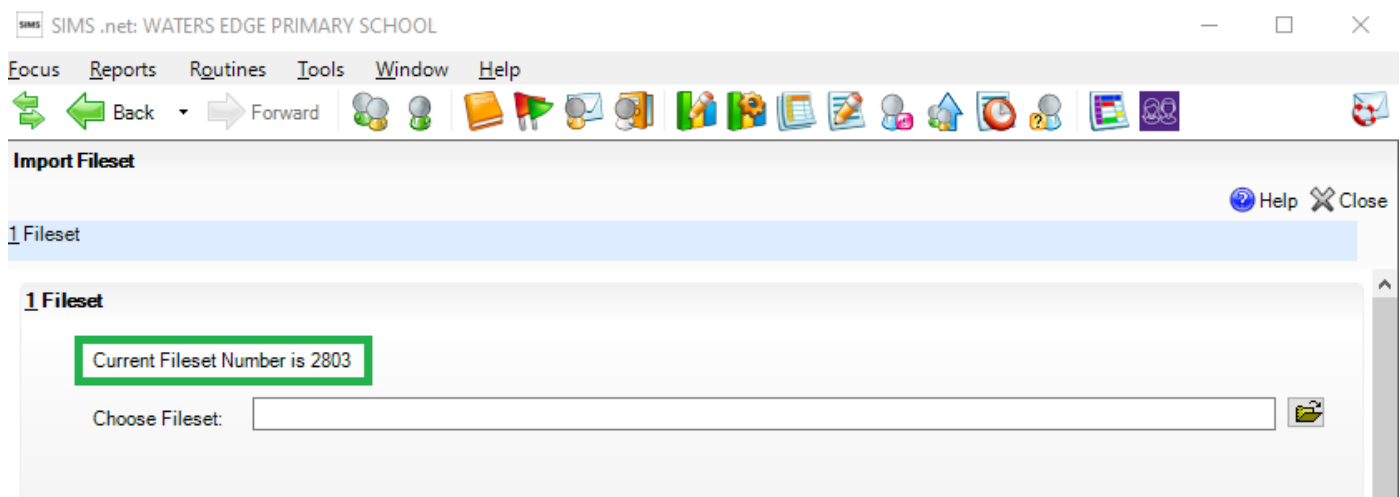 SIMS SIMS .net: WATERS EDGE PRIMARY SCHOOL
Focus Reports Routines Tools Window Help
Back Forward
Import Fileset
Help Close
1 Fileset
1 Fileset
Current Fileset Number is 2803
Choose Fileset: